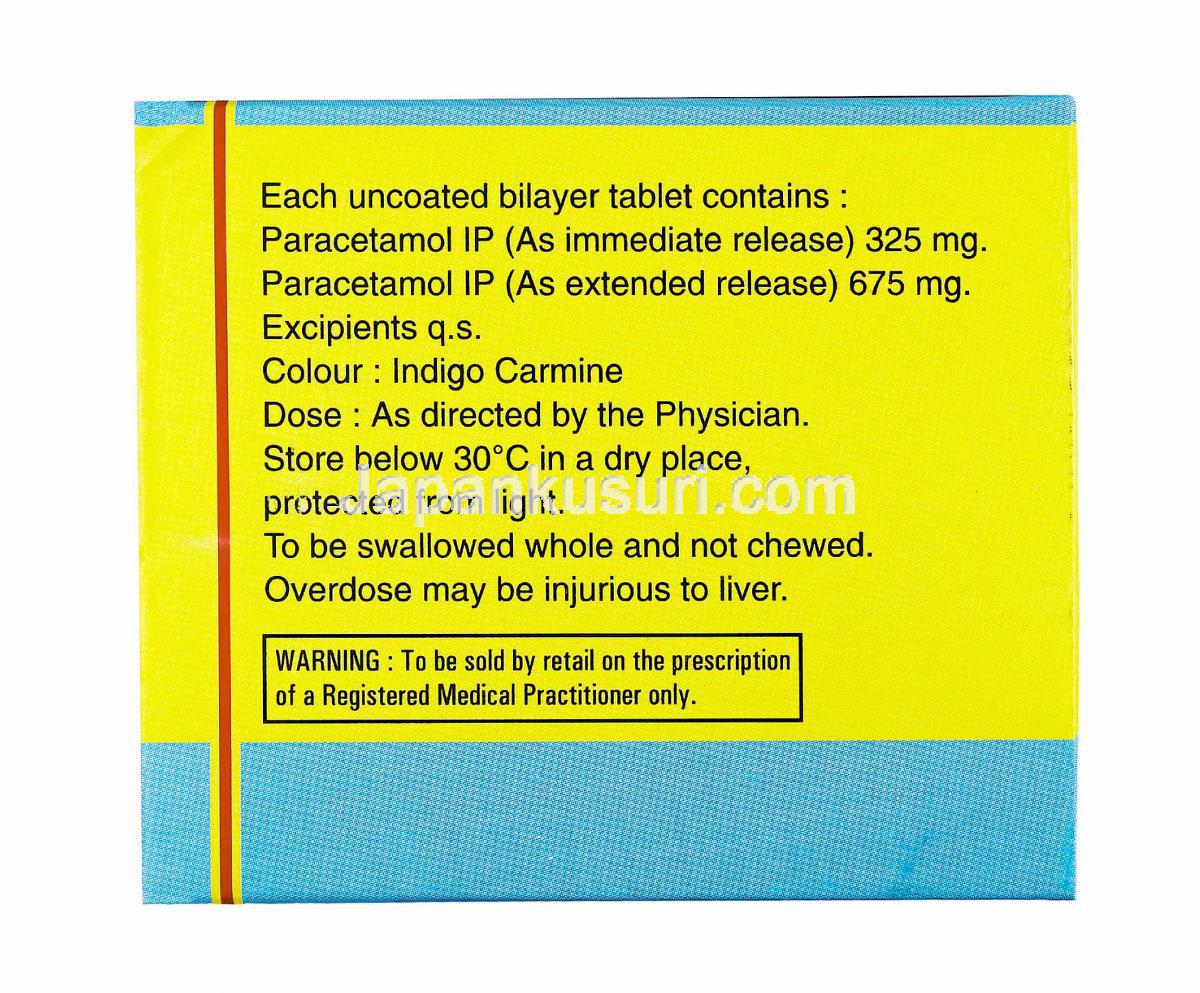 Each uncoated bilayer tablet contains :
Paracetamol IP (As immediate release) 325 mg.
Paracetamol IP (As extended release) 675 mg.
Excipients q.s.
Colour : Indigo Carmine
Dose : As directed by the Physician.
Store below 30°C in a dry place,
protected from light.
Japankusuri.com
To be swallowed whole and not chewed.
Overdose may be injurious to liver.
WARNING : To be sold by retail on the prescription
of a Registered Medical Practitioner only.